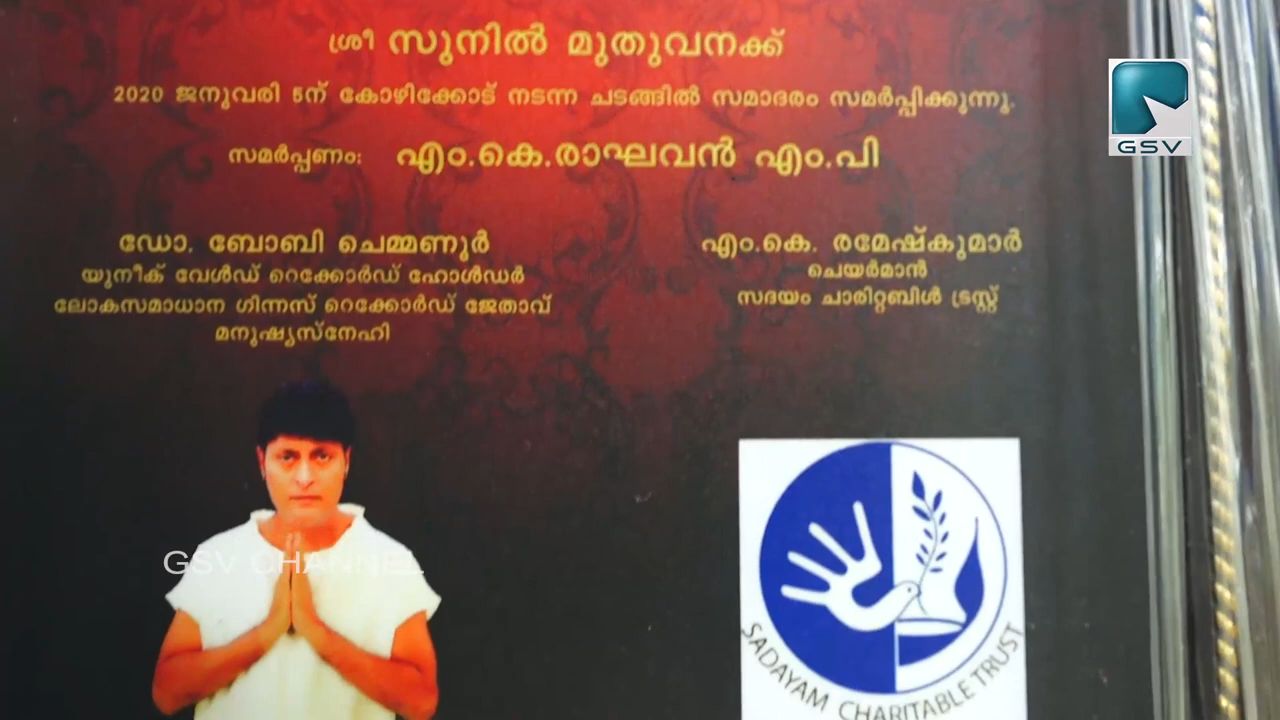 ശ്രീ സുനിൽ മുതുവനക്ക്
2020 ജനുവരി 5ന് കോഴിക്കോട് നടന്ന ചടങ്ങിൽ സമാദരം സമർപ്പിക്കുന്നു.
സമർപ്പണം: എം.കെ.രാഘവൻ എം.പി
ഡോ. ബോബി ചെമ്മണൂർ
യുനീക് വേൾഡ് റെക്കോർഡ് ഹോൾഡർ
ലോകസമാധാന ഗിന്നസ് റെക്കോർഡ് ജേതാവ്
മനുഷ്യസ്നേഹി
എം.കെ. രമേഷ്കുമാർ
ചെയർമാൻ
സദയം ചാരിറ്റബിൾ ട്രസ്റ്റ്
SADAYAM CHARITABLE TRUST
GSV
GSV CHANNEL